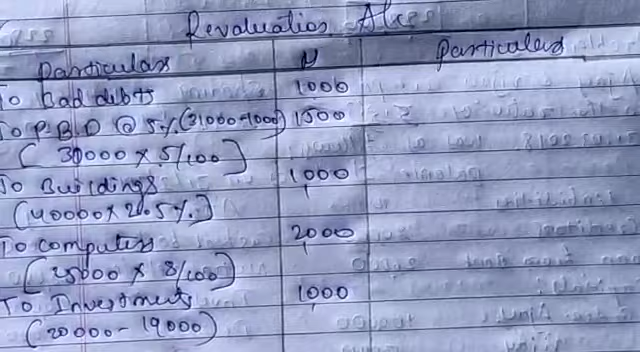 Revaluation A/c
Particulars N Particulars
To Bad debts 1000
To P.B.D @ 5% (31000-1000) 1500
( 30000 x 5/100 )
To Buildings 1000
(40000 x 2.5 %.)
To computers 2000
( 25000 x 8/100)
To Investments 1000
( 20000 - 19000)